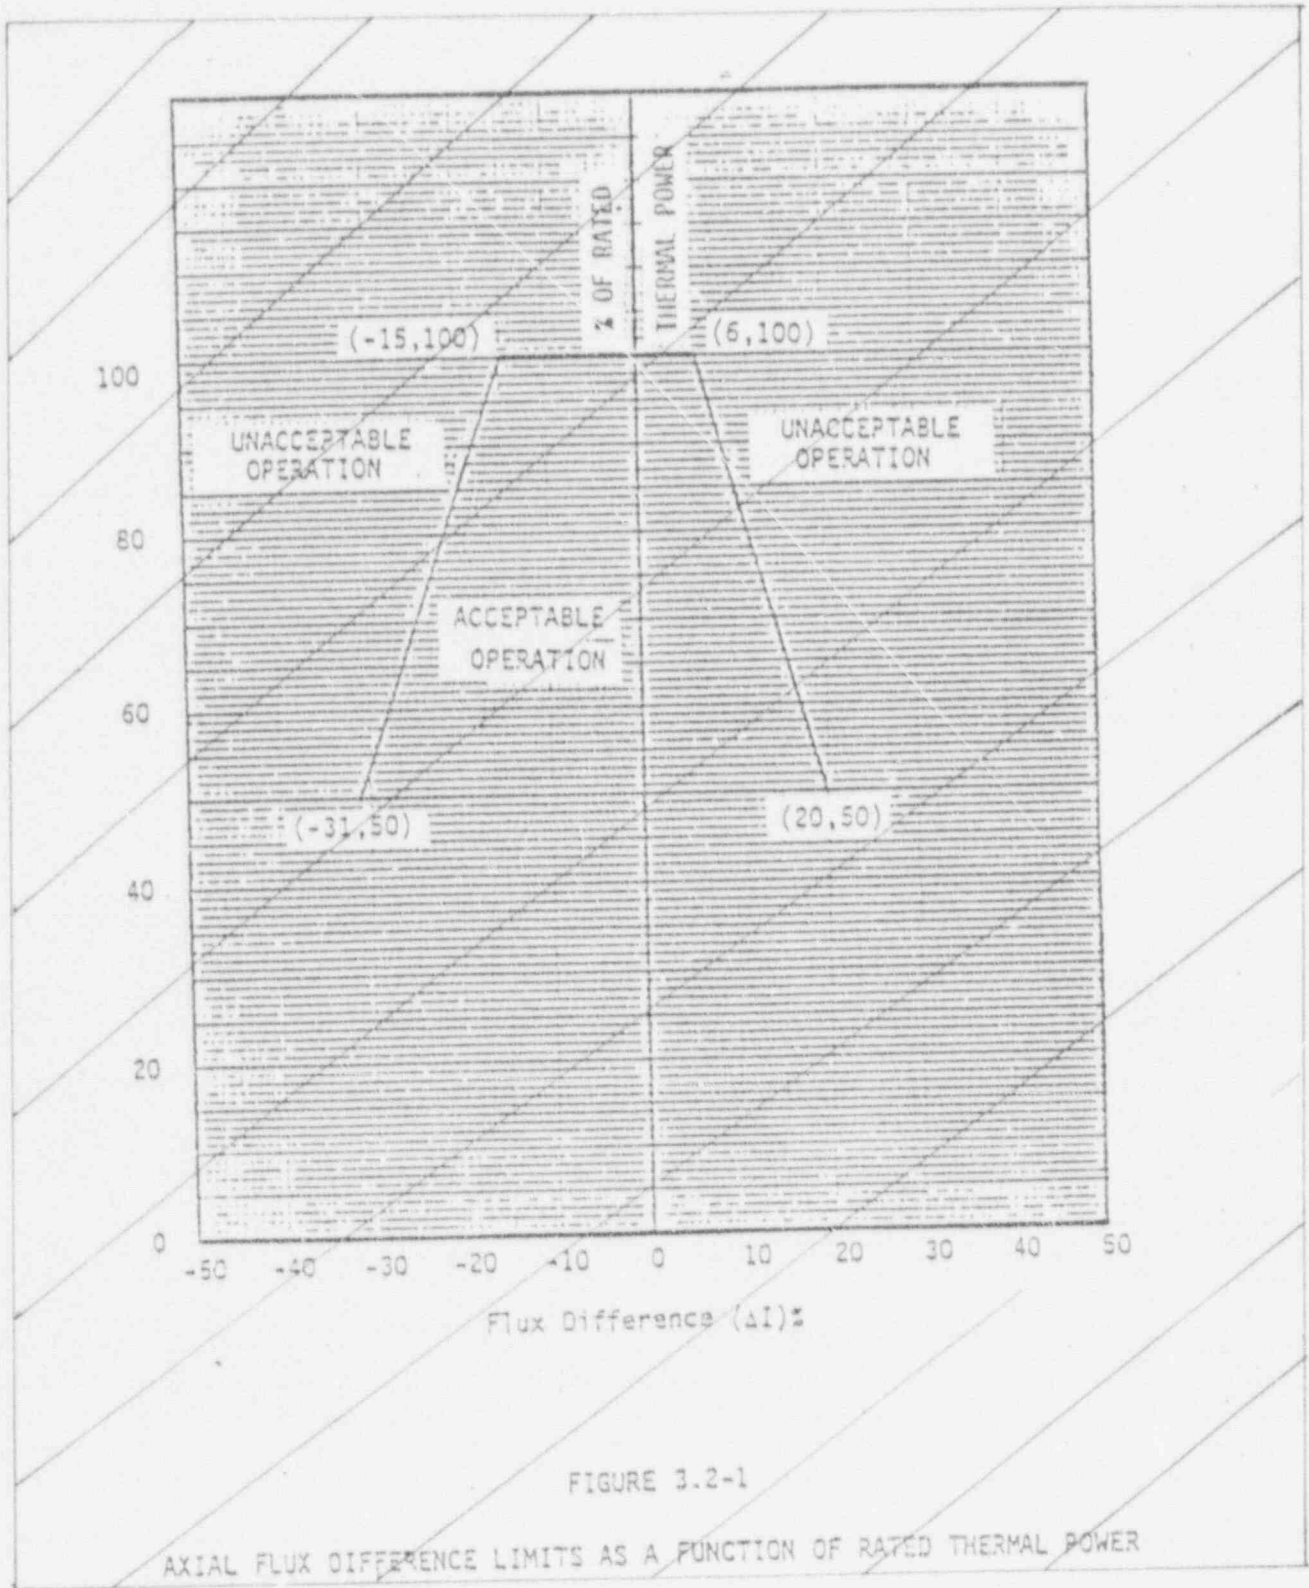 % OF RATED
THERMAL POWER
(-15,100)
(6,100)
100
UNACCEPTABLE
OPERATION
UNACCEPTABLE
OPERATION
80
ACCEPTABLE
OPERATION
60
(-31,50)
(20,50)
40
20
0
-50 -40 -30 -20 -10 0 10 20 30 40 50
Flux Difference (ΔI)%
FIGURE 3.2-1
AXIAL FLUX DIFFERENCE LIMITS AS A FUNCTION OF RATED THERMAL POWER